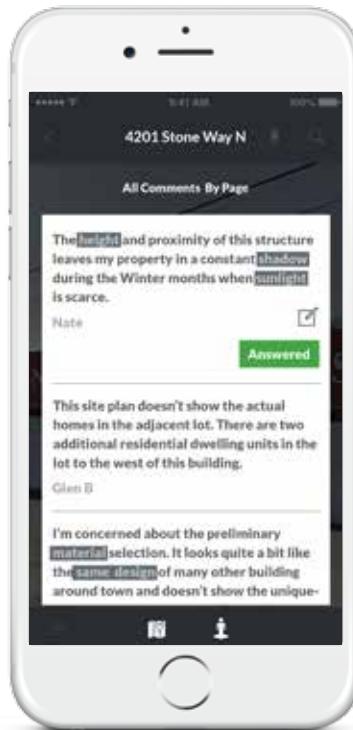 9:41 AM 100%
4201 Stone Way N
All Comments By Page
The height and proximity of this structure
leaves my property in a constant shadow
during the Winter months when sunlight
is scarce.
Nate
Answered
This site plan doesn't show the actual
homes in the adjacent lot. There are two
additional residential dwelling units in the
lot to the west of this building.
Glen B
I'm concerned about the preliminary
material selection. It looks quite a bit like
the same design of many other building
around town and doesn't show the unique-